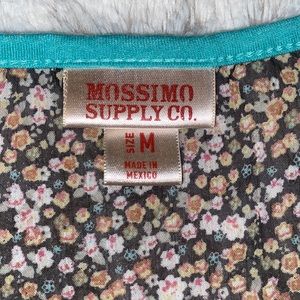 MOSSIMO
SUPPLY CO.
SIZE M
MADE IN
MEXICO